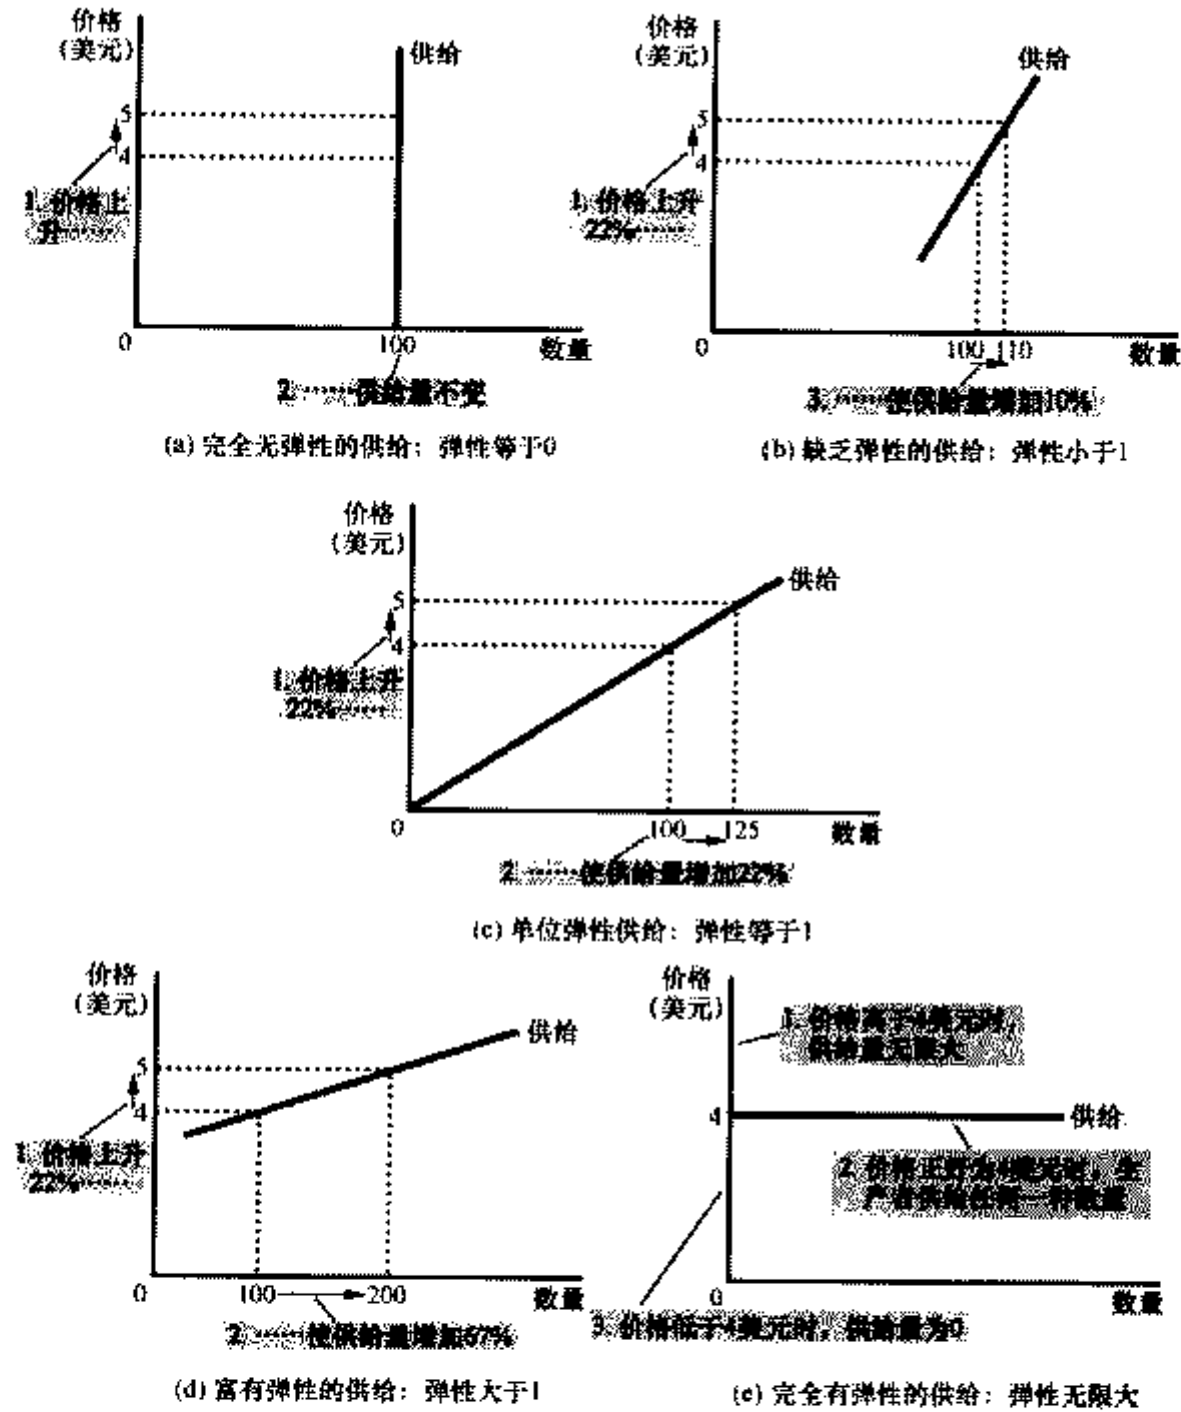 价格
(美元)
供给
5
4
1. 价格上
升……
0
100
数量
2. ……供给量不变
(a) 完全无弹性的供给：弹性等于0
价格
(美元)
供给
5
4
1. 价格上升
22%……
0
100
110
数量
3. ……使供给量增加10%
(b) 缺乏弹性的供给：弹性小于1
价格
(美元)
供给
5
4
1. 价格上升
22%……
0
100
125
数量
2. ……使供给量增加22%
(c) 单位弹性供给：弹性等于1
价格
(美元)
供给
5
4
1. 价格上升
22%……
0
100
200
数量
2. ……使供给量增加67%
(d) 富有弹性的供给：弹性大于1
价格
(美元)
1. 价格高于4美元时，
供给量无限大
4
供给
2. 价格正好为4美元时，生
产者供给任何一种数量
0
数量
3. 价格低于4美元时，供给量为0
(e) 完全有弹性的供给：弹性无限大